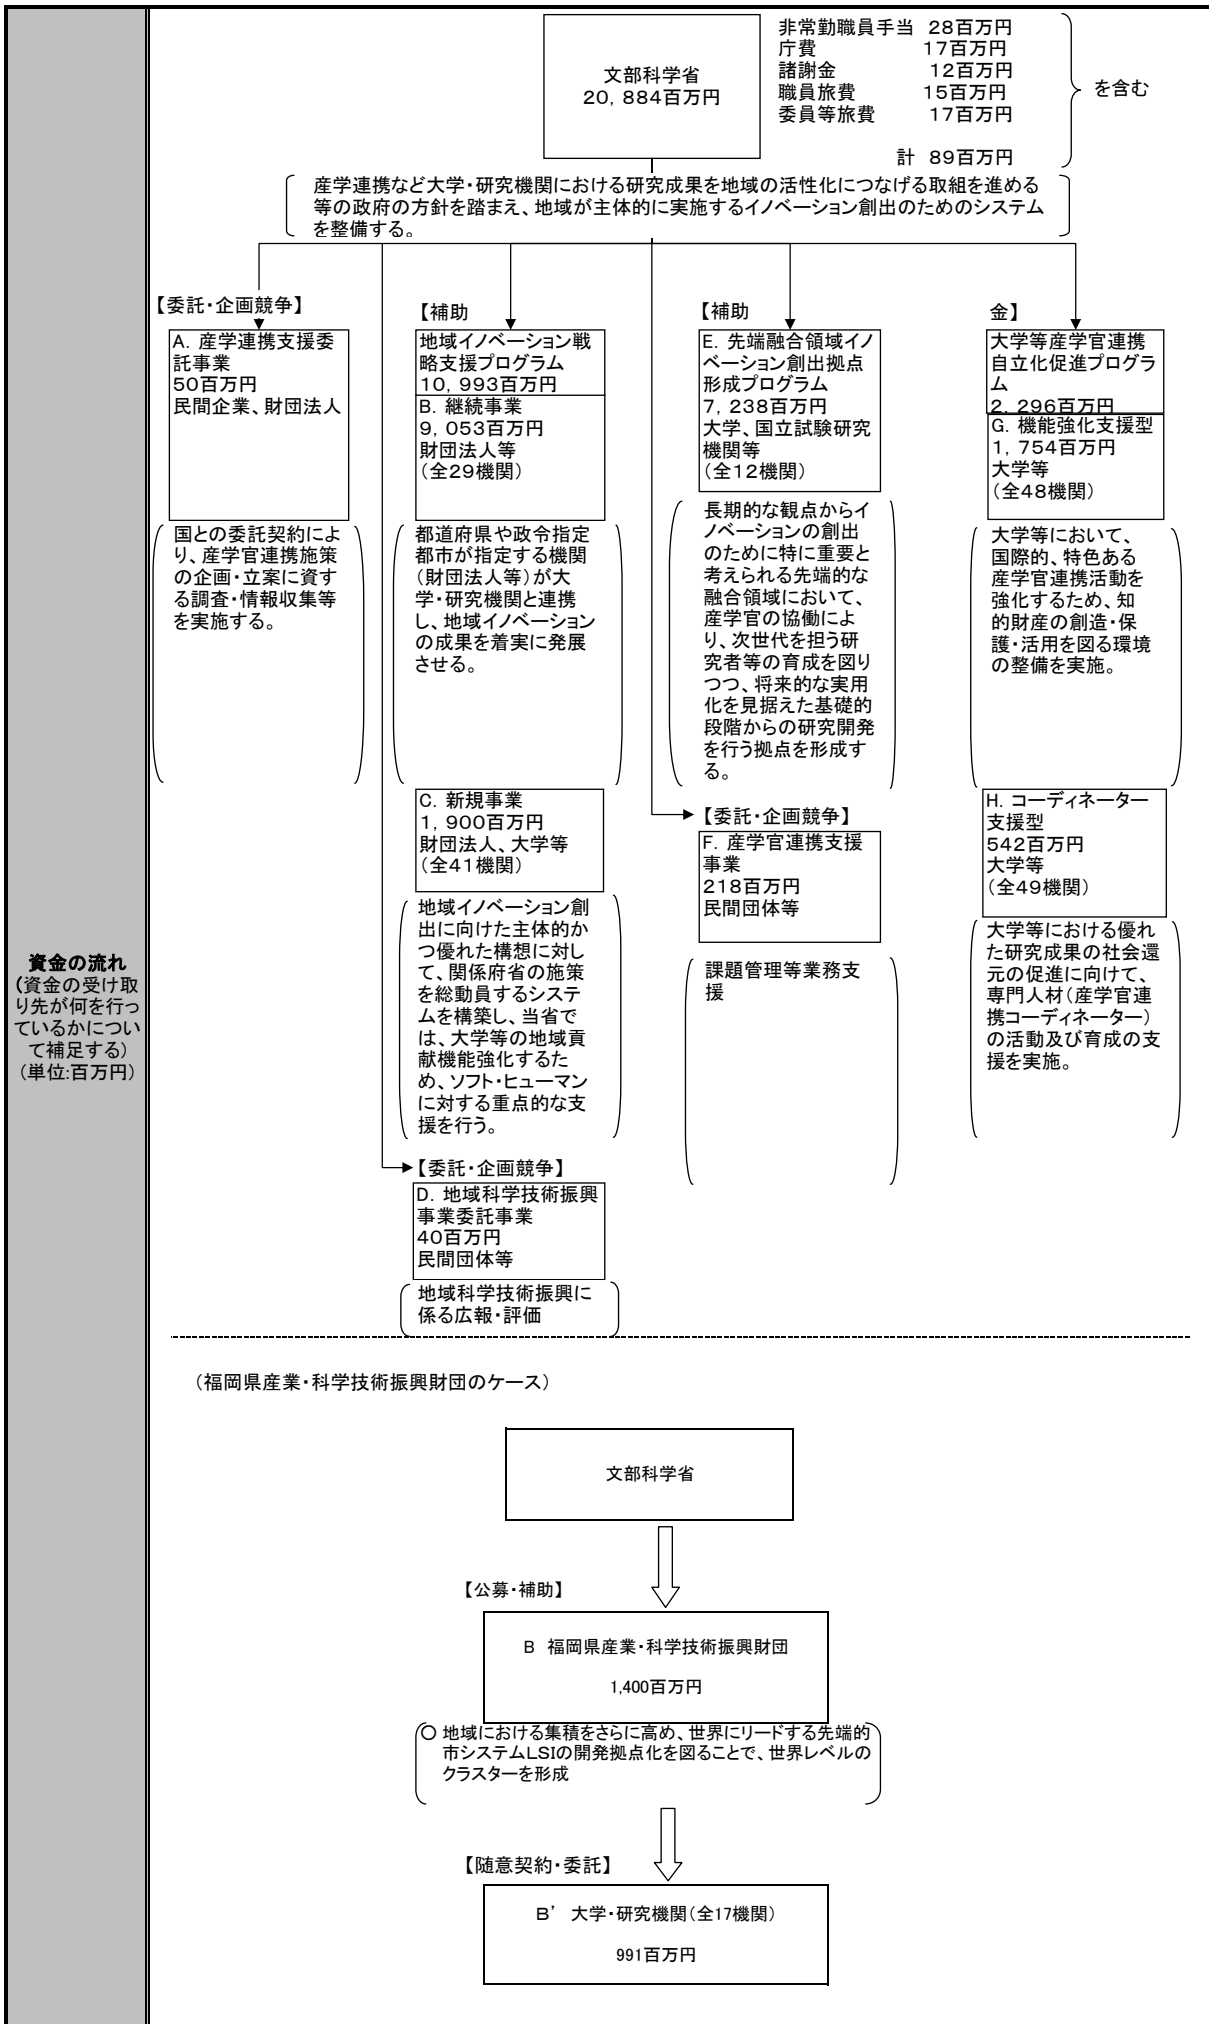 資金の流れ
(資金の受け取
り先が何を行っ
ているかについ
て補足する)
(単位:百万円)
文部科学省
20,884百万円
非常勤職員手当 28百万円
庁費 17百万円
諸謝金 12百万円
職員旅費 15百万円
委員等旅費 17百万円
計 89百万円
を含む
産学連携など大学・研究機関における研究成果を地域の活性化につなげる取組を進める
等の政府の方針を踏まえ、地域が主体的に実施するイノベーション創出のためのシステム
を整備する。
【委託・企画競争】
A. 産学連携支援委
託事業
50百万円
民間企業、財団法人
国との委託契約によ
り、産学官連携施策
の企画・立案に資す
る調査・情報収集等
を実施する。
【補助
地域イノベーション戦
略支援プログラム
10,993百万円
B. 継続事業
9,053百万円
財団法人等
(全29機関)
都道府県や政令指定
都市が指定する機関
(財団法人等)が大
学・研究機関と連携
し、地域イノベーション
の成果を着実に発展
させる。
C. 新規事業
1,900百万円
財団法人、大学等
(全41機関)
地域イノベーション創
出に向けた主体的か
つ優れた構想に対し
て、関係府省の施策
を総動員するシステ
ムを構築し、当省で
は、大学等の地域貢
献機能強化するた
め、ソフト・ヒューマン
に対する重点的な支
援を行う。
【委託・企画競争】
D. 地域科学技術振興
事業委託事業
40百万円
民間団体等
地域科学技術振興に
係る広報・評価
【補助
E. 先端融合領域イノ
ベーション創出拠点
形成プログラム
7,238百万円
大学、国立試験研究
機関等
(全12機関)
長期的な観点からイ
ノベーションの創出
のために特に重要と
考えられる先端的な
融合領域において、
産学官の協働によ
り、次世代を担う研
究者等の育成を図り
つつ、将来的な実用
化を見据えた基礎的
段階からの研究開発
を行う拠点を形成す
る。
【委託・企画競争】
F. 産学官連携支援
事業
218百万円
民間団体等
課題管理等業務支
援
金】
大学等産学官連携
自立化促進プログラ
ム
2,296百万円
G. 機能強化支援型
1,754百万円
大学等
(全48機関)
大学等において、
国際的、特色ある
産学官連携活動を
強化するため、知
的財産の創造・保
護・活用を図る環境
の整備を実施。
H. コーディネーター
支援型
542百万円
大学等
(全49機関)
大学等における優れ
た研究成果の社会還
元の促進に向けて、
専門人材(産学官連
携コーディネーター)
の活動及び育成の支
援を実施。
(福岡県産業・科学技術振興財団のケース)
文部科学省
【公募・補助】
B 福岡県産業・科学技術振興財団
1,400百万円
○ 地域における集積をさらに高め、世界にリードする先端的
市システムLSIの開発拠点化を図ることで、世界レベルの
クラスターを形成
【随意契約・委託】
B' 大学・研究機関(全17機関)
991百万円